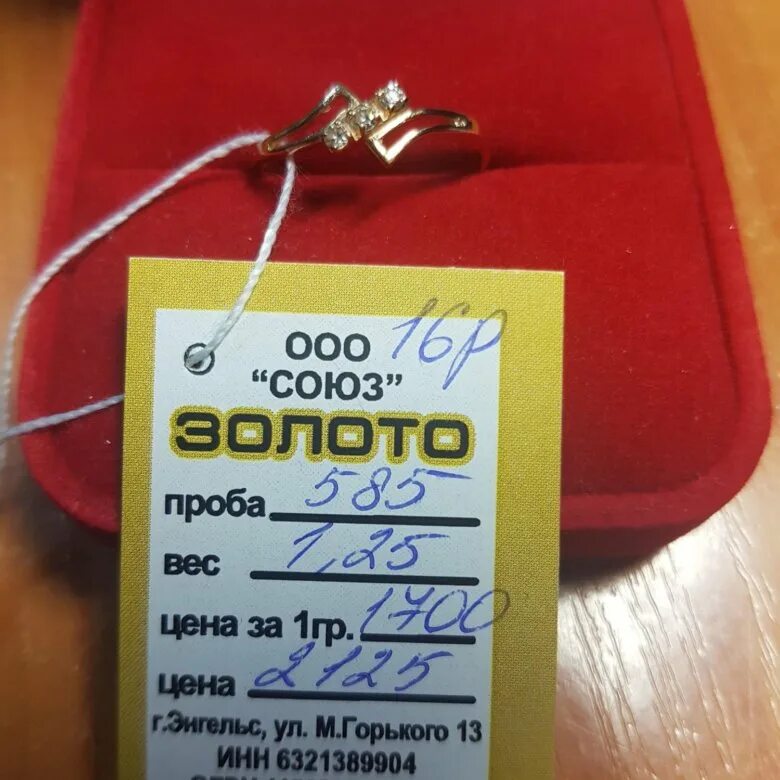 ООО 16р
“СОЮЗ”
ЗОЛОТО
проба 585
вес 1,25
цена за 1гр. 1700
цена 2125
г.Энгельс, ул. М.Горького 13
ИНН 6321389904